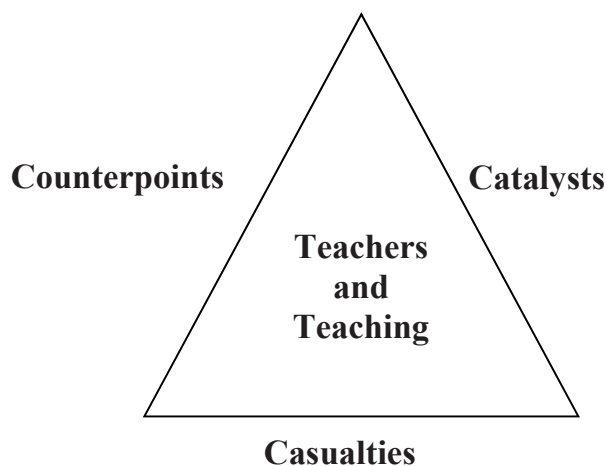 Counterpoints
Catalysts
Teachers
and
Teaching
Casualties